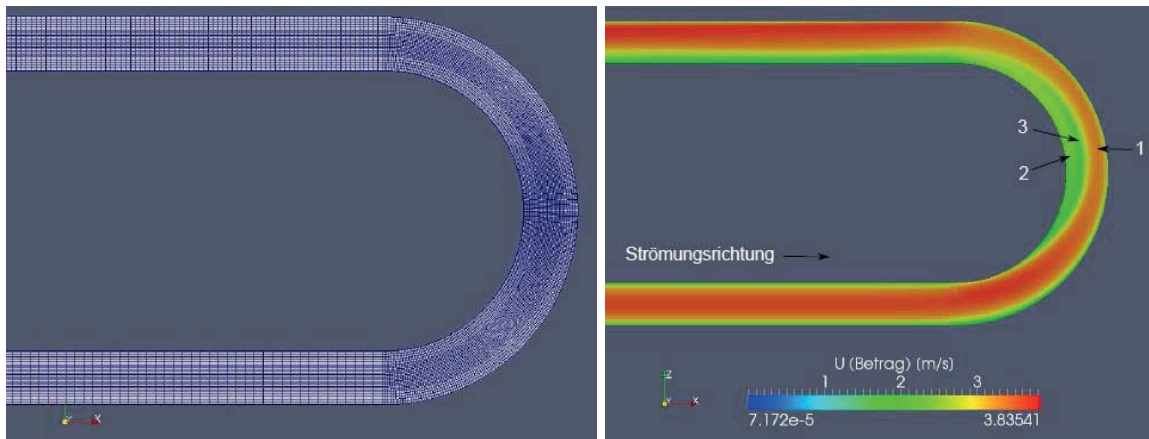 3
1
2
Strömungsrichtung
U (Betrag) [m/s]
1 2 3
7.172e-5 3.83541
Z
X
X